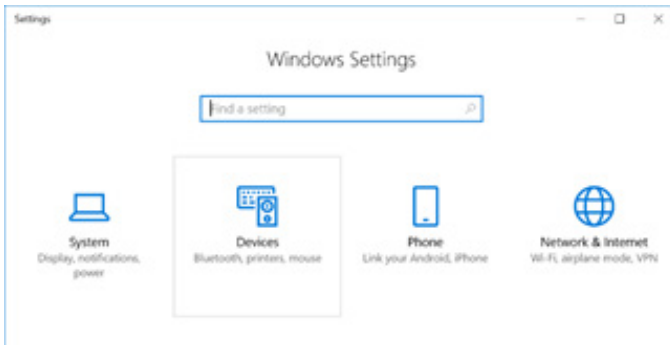 Settings
Windows Settings
Find a setting
System
Display, notifications,
power
Devices
Bluetooth, printers, mouse
Phone
Link your Android, iPhone
Network & Internet
Wi-Fi, airplane mode, VPN